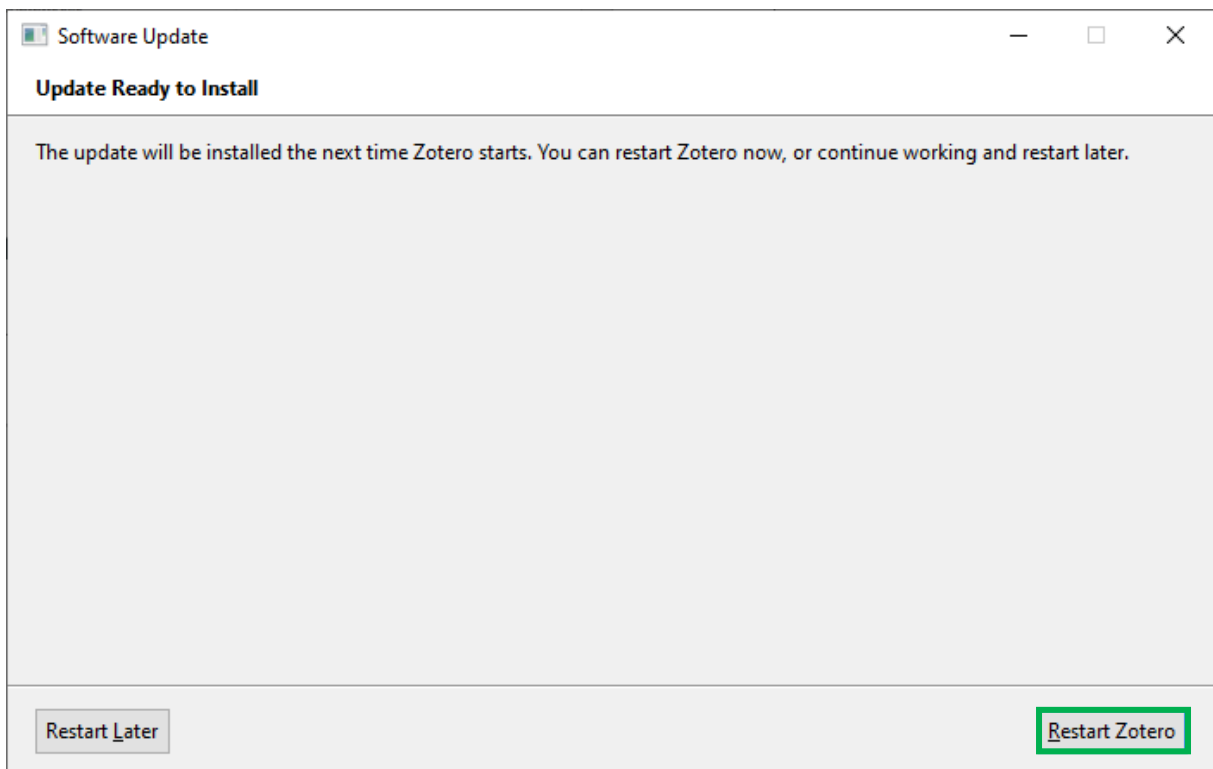 Software Update
Update Ready to Install
The update will be installed the next time Zotero starts. You can restart Zotero now, or continue working and restart later.
Restart Later
Restart Zotero